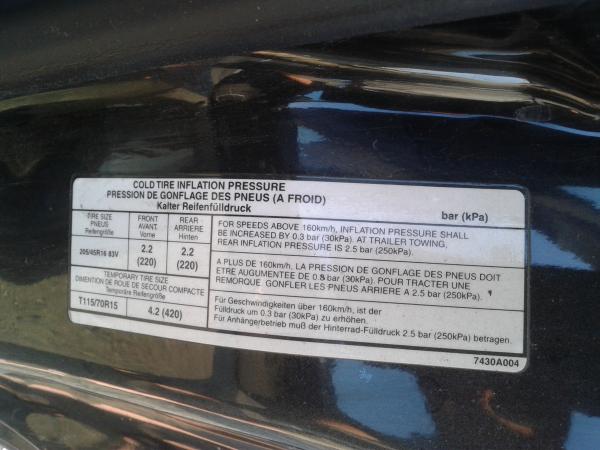 COLD TIRE INFLATION PRESSURE
PRESSION DE GONFLAGE DES PNEUS (A FROID)
Kalter Reifenfülldruck
bar (kPa)
TIRE SIZE
PNEUS
Reifengröße
FRONT
AVANT.
Vorne
REAR
ARRIERE
Hinten
205/45R16 83V
2.2
(220)
2.2
(220)
TEMPORARY TIRE SIZE
DIMENTION DE ROUE DE SECOUR COMPACTE
Temporäre Reifengröße
T115/70R15
4.2 (420)
FOR SPEEDS ABOVE 160km/h, INFLATION PRESSURE SHALL
BE INCREASED BY 0.3 bar (30kPa). AT TRAILER TOWING,
REAR INFLATION PRESSURE IS 2.5 bar (250kPa).
A PLUS DE 160km/h, LA PRESSION DE GONFLAGE DES PNEUS DOIT
ETRE AUGUMENTEE DE 0.3 bar (30kPa). POUR TRACTER UNE
REMORQUE, GONFLER LES PNEUS ARRIERE A 2.5 bar (250kPa).
Für Geschwindigkeiten über 160km/h, ist der
Fülldruck um 0.3 bar (30kPa) zu erhöhen.
Für Anhängerbetrieb muß der Hinterrad-Fülldruck 2.5 bar (250kPa) betragen.
7430A004